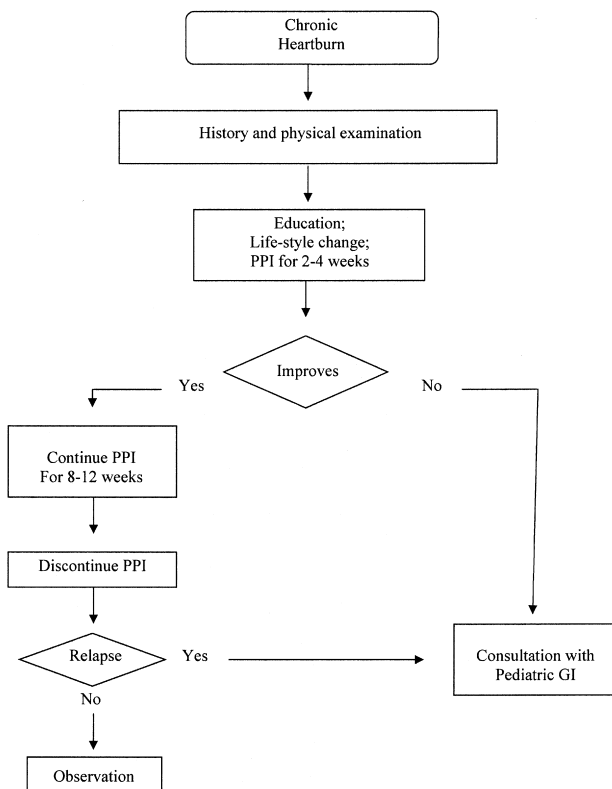 Chronic
Heartburn
History and physical examination
Education;
Life-style change;
PPI for 2-4 weeks
Improves
Yes
No
Continue PPI
For 8-12 weeks
Discontinue PPI
Relapse
Yes
Consultation with
Pediatric GI
No
Observation